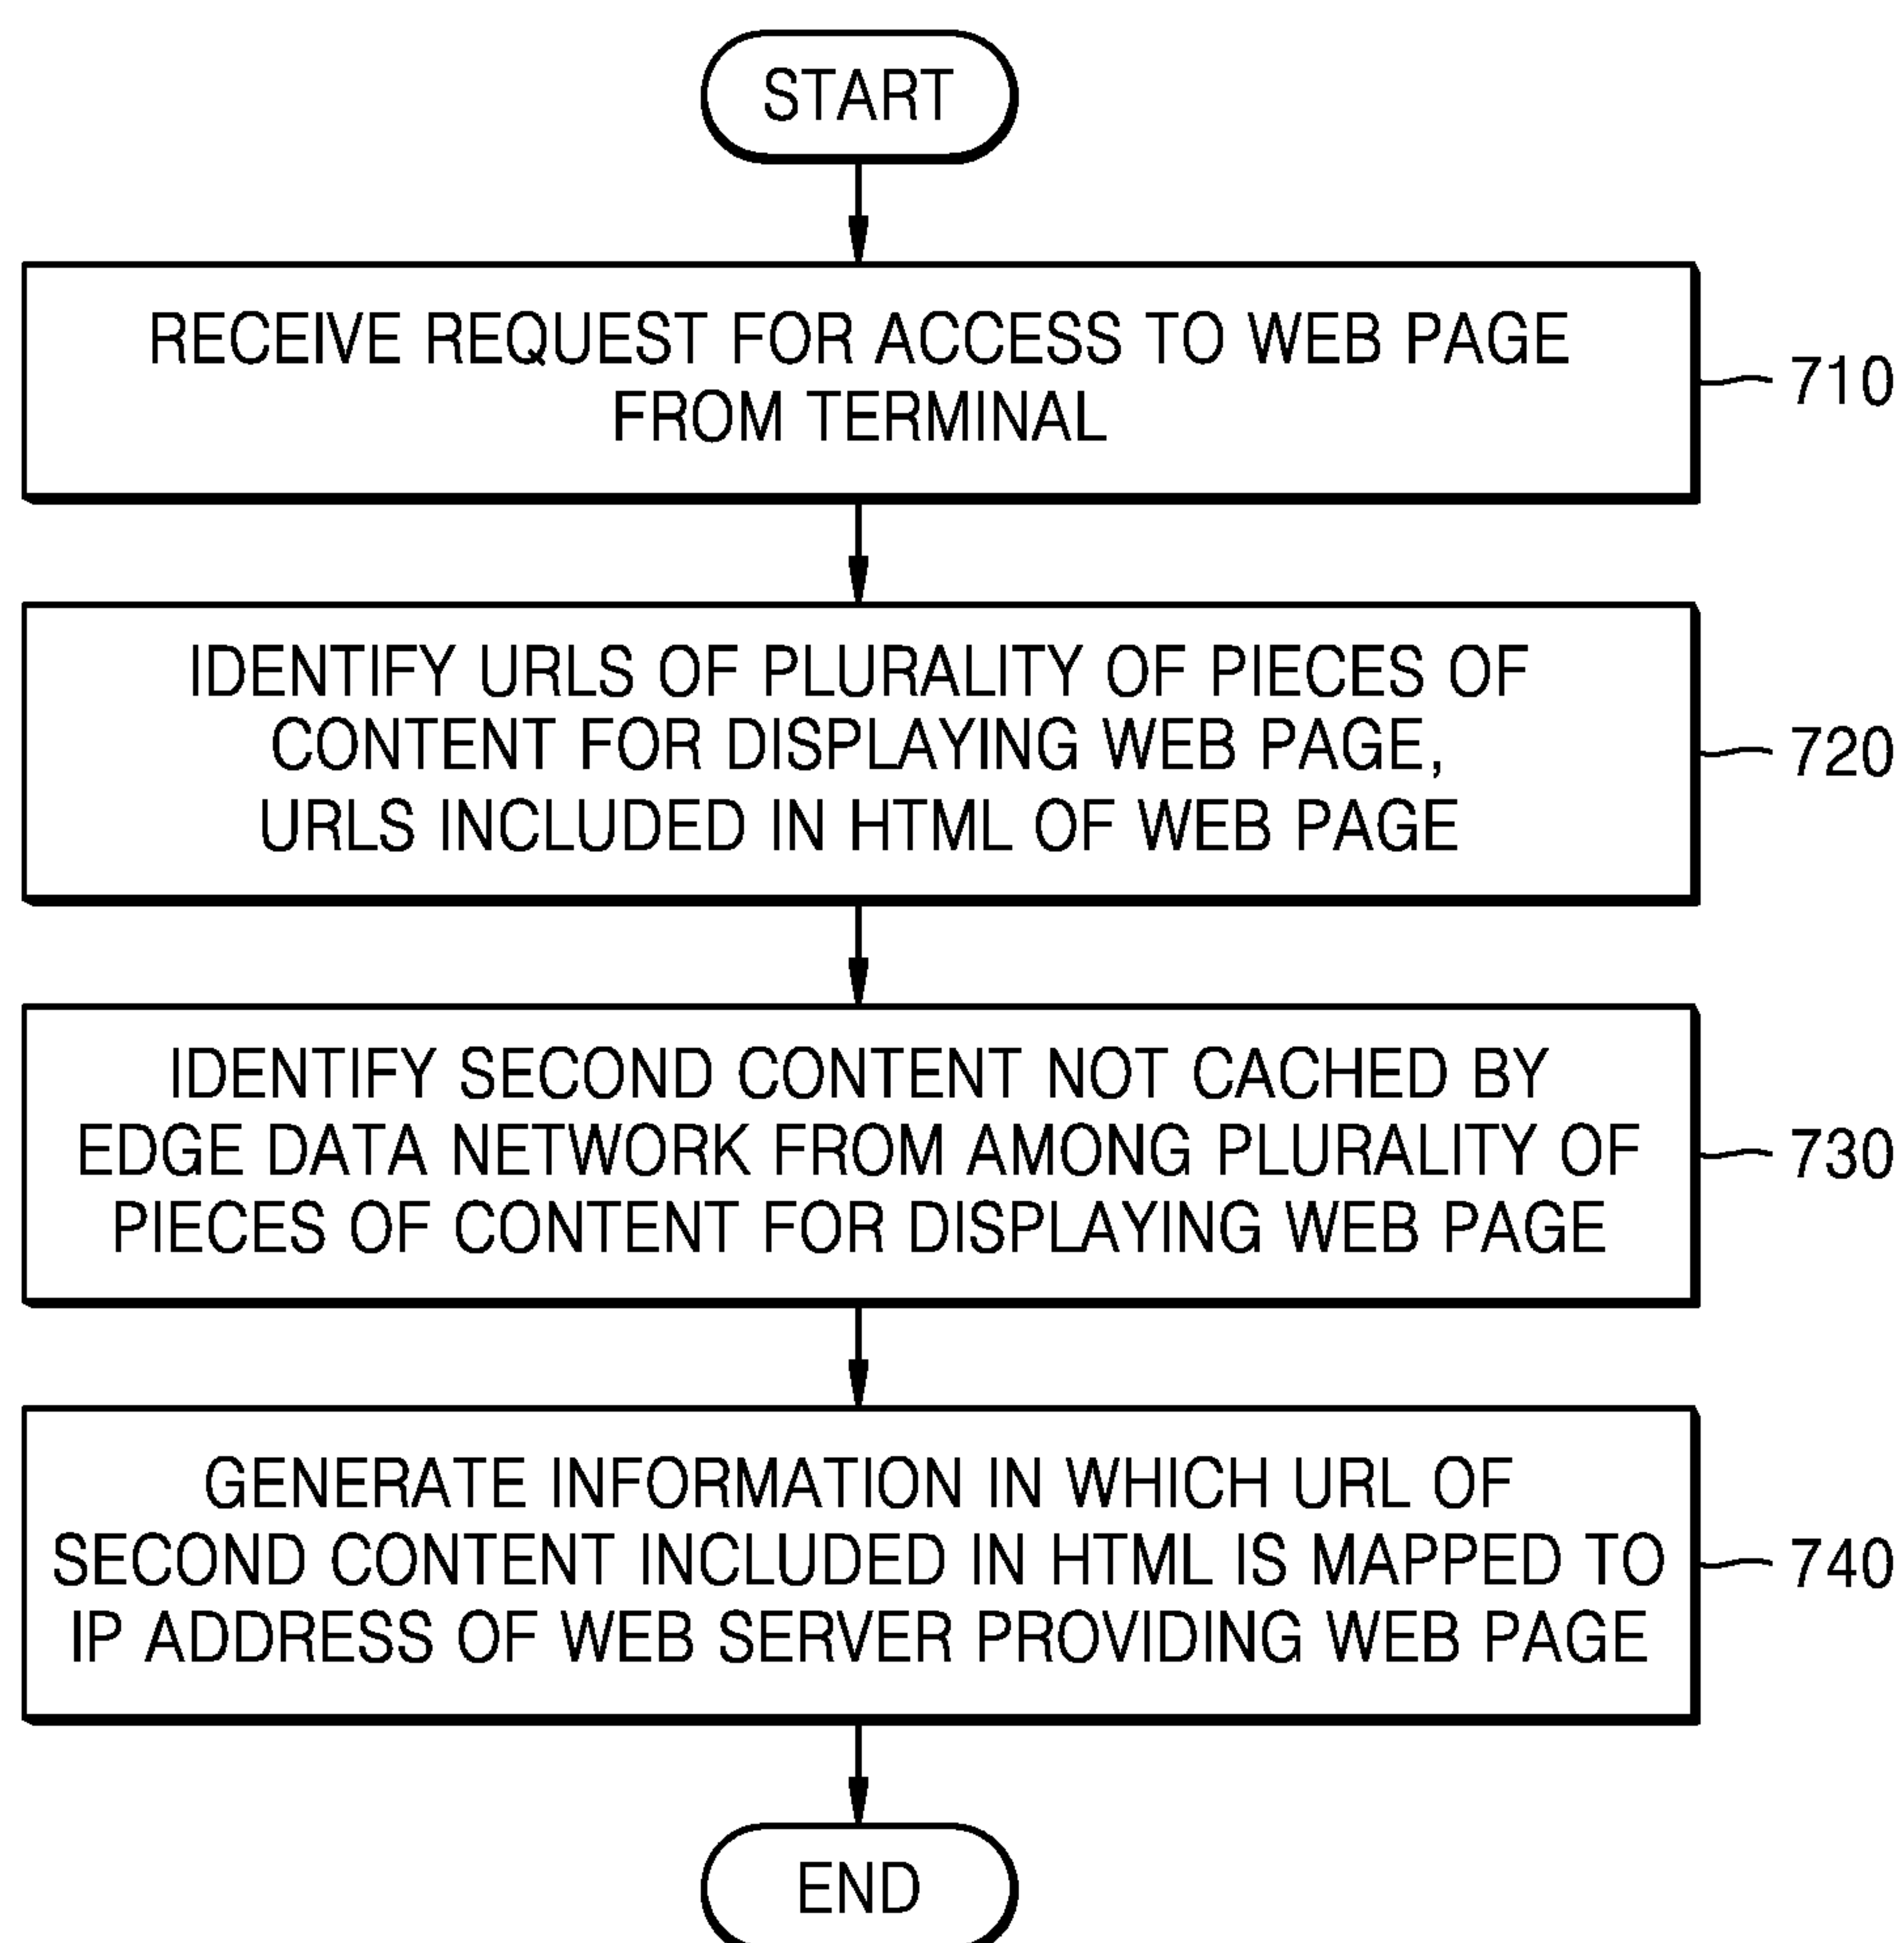 START
RECEIVE REQUEST FOR ACCESS TO WEB PAGE
FROM TERMINAL
710
IDENTIFY URLS OF PLURALITY OF PIECES OF
CONTENT FOR DISPLAYING WEB PAGE,
URLS INCLUDED IN HTML OF WEB PAGE
720
IDENTIFY SECOND CONTENT NOT CACHED BY
EDGE DATA NETWORK FROM AMONG PLURALITY OF
PIECES OF CONTENT FOR DISPLAYING WEB PAGE
730
GENERATE INFORMATION IN WHICH URL OF
SECOND CONTENT INCLUDED IN HTML IS MAPPED TO
IP ADDRESS OF WEB SERVER PROVIDING WEB PAGE
740
END